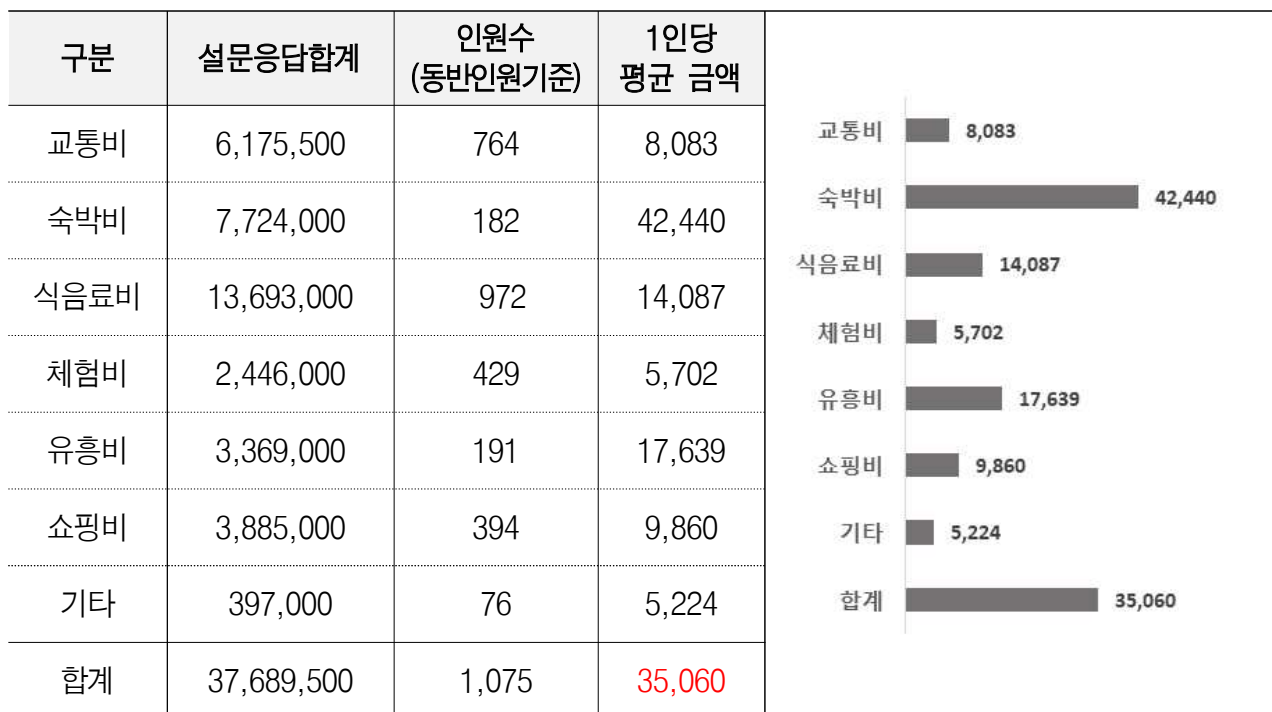 구분 설문응답합계 인원수 (동반인원기준) 1인당 평균 금액
교통비 6,175,500 764 8,083
숙박비 7,724,000 182 42,440
식음료비 13,693,000 972 14,087
체험비 2,446,000 429 5,702
유흥비 3,369,000 191 17,639
쇼핑비 3,885,000 394 9,860
기타 397,000 76 5,224
합계 37,689,500 1,075 35,060
교통비 8,083
숙박비 42,440
식음료비 14,087
체험비 5,702
유흥비 17,639
쇼핑비 9,860
기타 5,224
합계 35,060